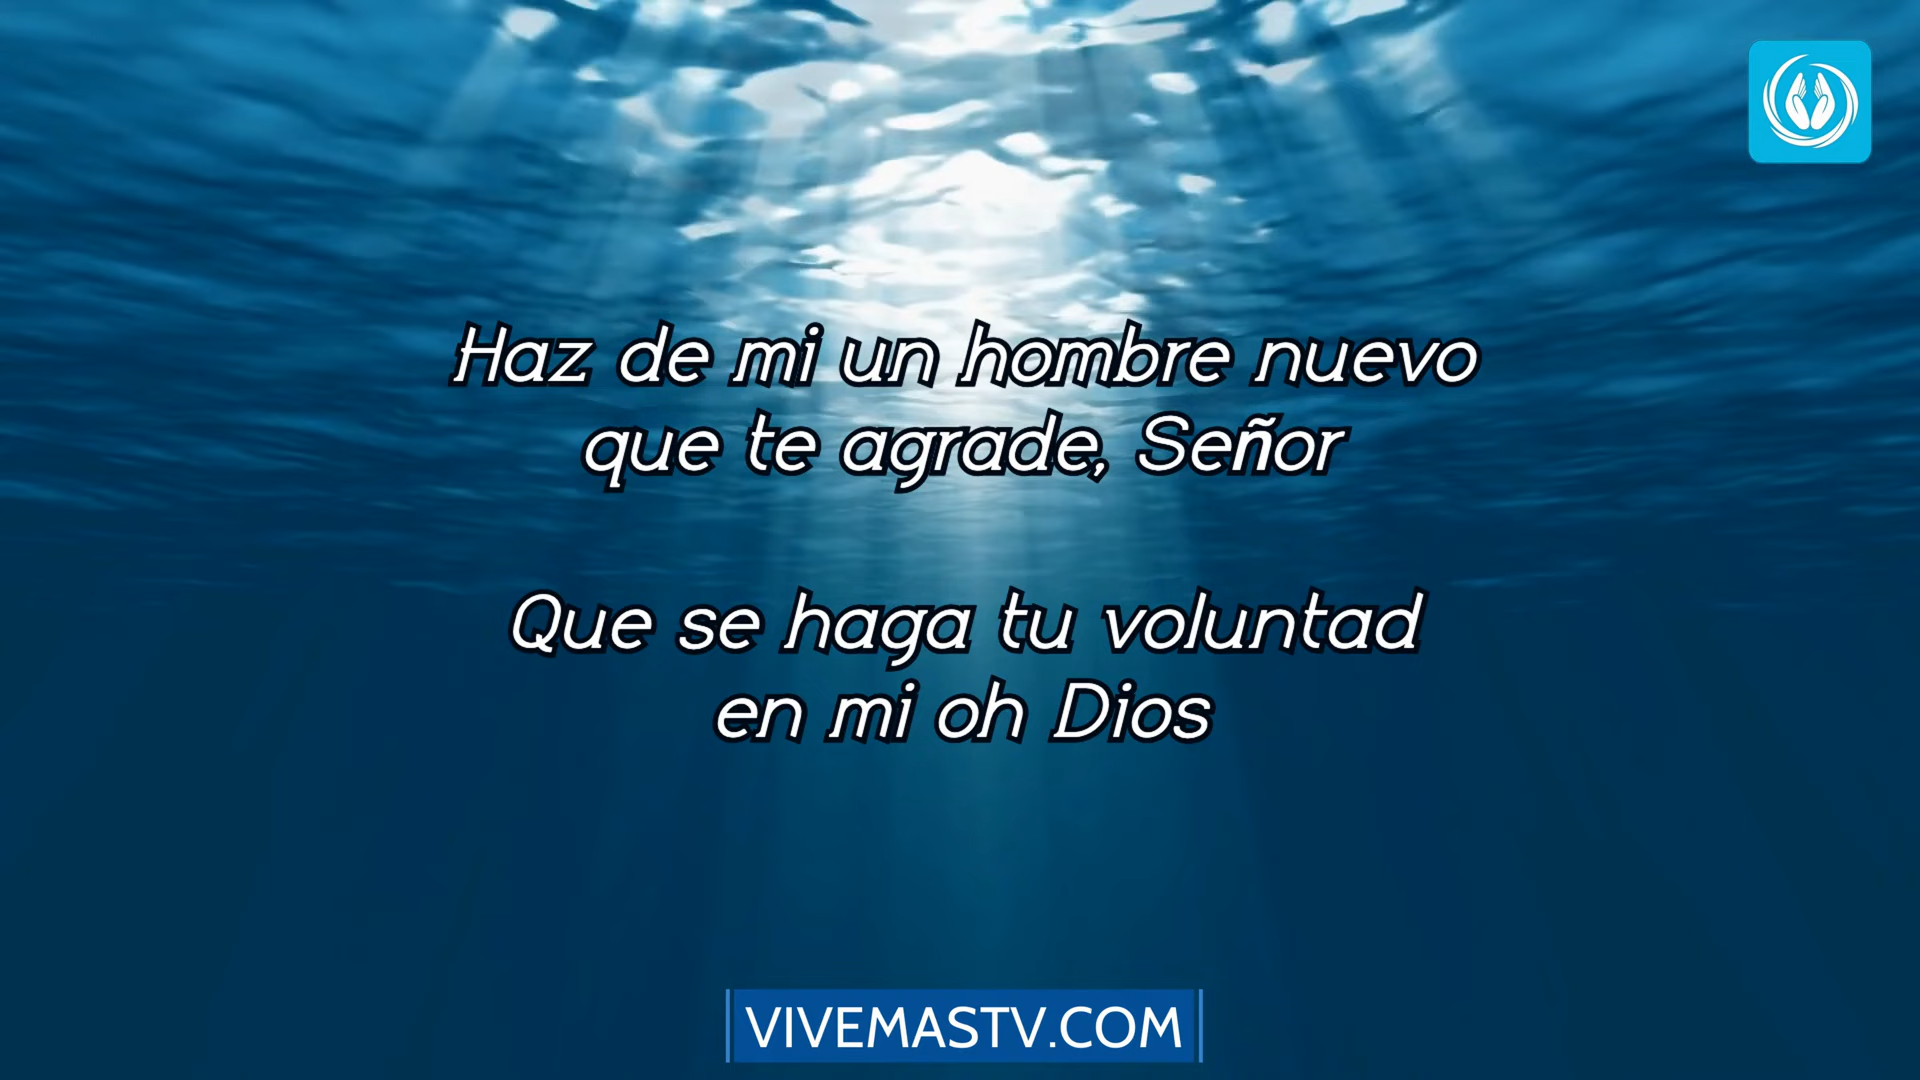 Haz de mi un hombre nuevo
que te agrade, Señor
Que se haga tu voluntad
en mi oh Dios
VIVEMASTV.COM